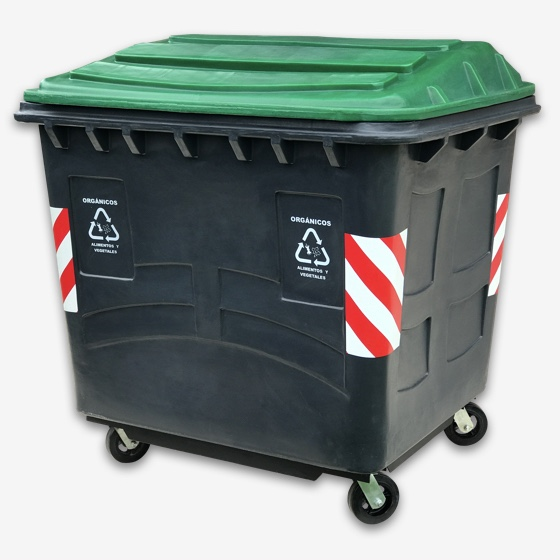 ORGÁNICOS
ALIMENTOS Y
VEGETALES
ORGÁNICOS
ALIMENTOS Y
VEGETALES